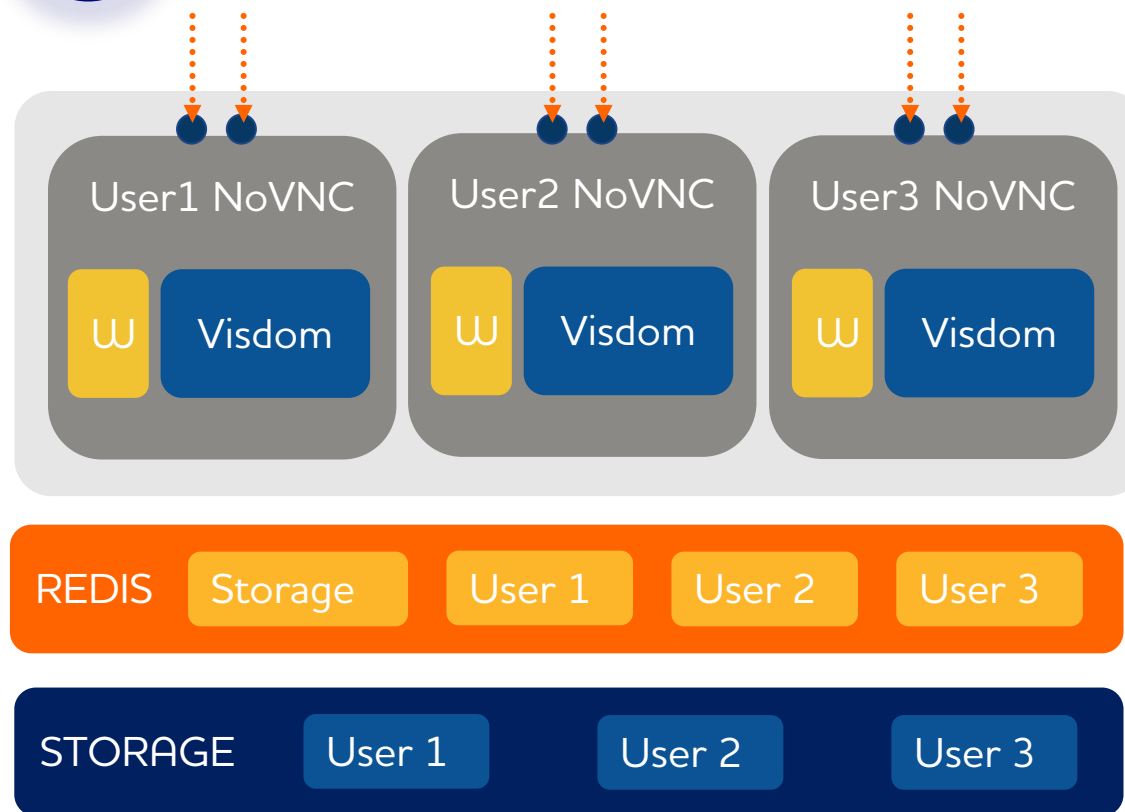 User1 NoVNC
User2 NoVNC
User3 NoVNC
W
Visdom
W
Visdom
W
Visdom
REDIS
Storage
User 1
User 2
User 3
STORAGE
User 1
User 2
User 3